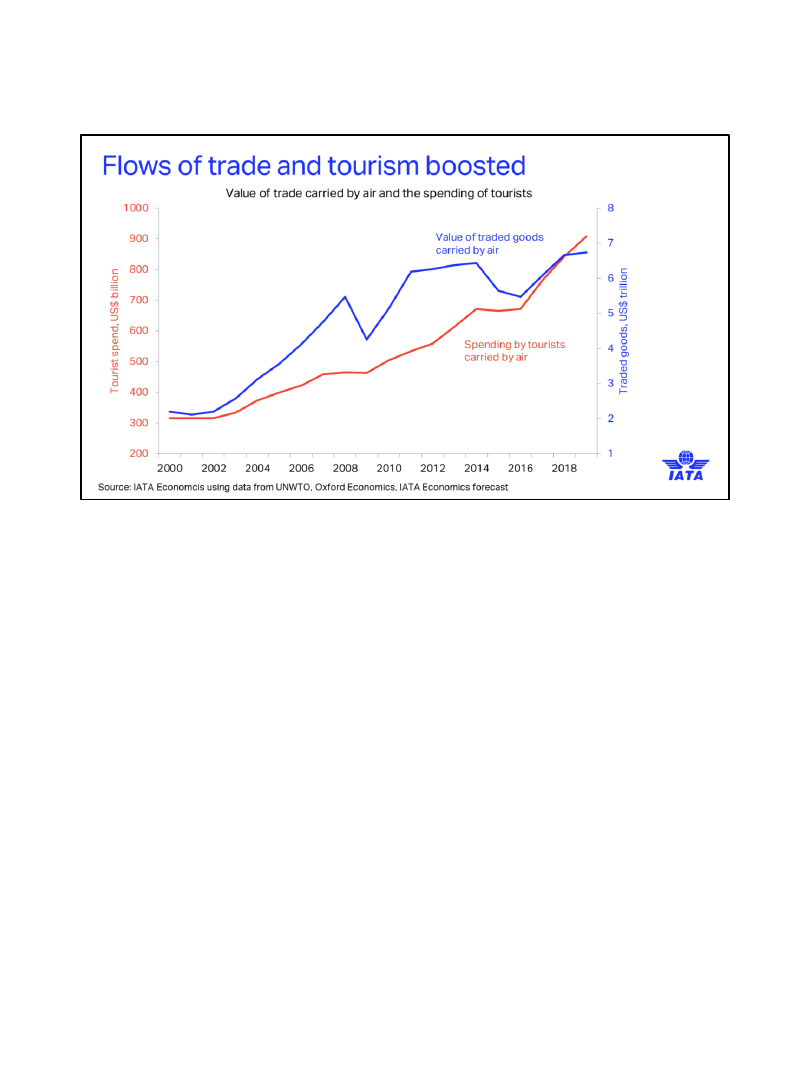 Flows of trade and tourism boosted
Value of trade carried by air and the spending of tourists
1000
900
800
700
600
500
400
300
200
Tourist spend, US$ billion
Value of traded goods
carried by air
Spending by tourists
carried by air
8
7
6
5
4
3
2
1
Traded goods, US$ trillion
2000 2002 2004 2006 2008 2010 2012 2014 2016 2018
Source: IATA Economcis using data from UNWTO, Oxford Economics, IATA Economics forecast
IATA